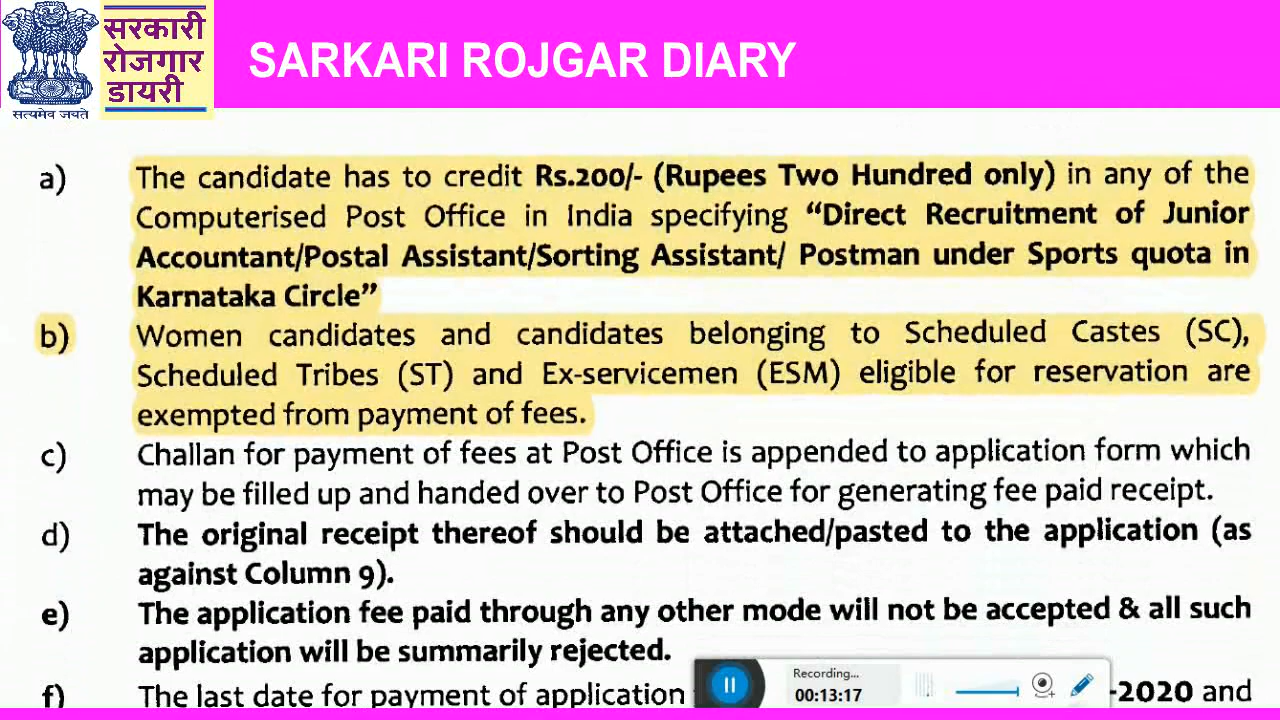 सरकारी
रोजगार
डायरी
सत्यमेव जयते
SARKARI ROJGAR DIARY
a) The candidate has to credit Rs.200/- (Rupees Two Hundred only) in any of the
Computerised Post Office in India specifying “Direct Recruitment of Junior
Accountant/Postal Assistant/Sorting Assistant/ Postman under Sports quota in
Karnataka Circle”
b) Women candidates and candidates belonging to Scheduled Castes (SC),
Scheduled Tribes (ST) and Ex-servicemen (ESM) eligible for reservation are
exempted from payment of fees.
c) Challan for payment of fees at Post Office is appended to application form which
may be filled up and handed over to Post Office for generating fee paid receipt.
d) The original receipt thereof should be attached/pasted to the application (as
against Column 9).
e) The application fee paid through any other mode will not be accepted & all such
application will be summarily rejected.
f) The last date for payment of application -2020 and
Recording...
00:13:17